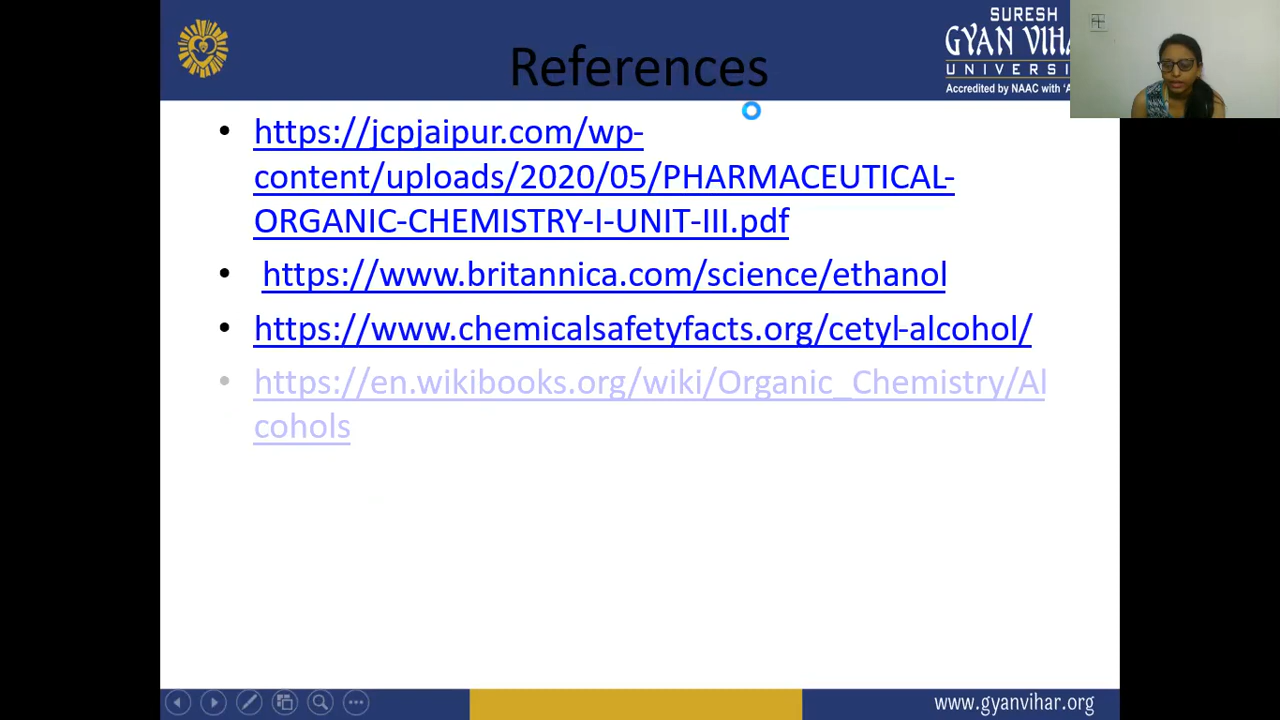 SURESH
GYAN VIHA
UNIVERSI
Accredited by NAAC with 'A
References
• https://jcpjaipur.com/wp-
content/uploads/2020/05/PHARMACEUTICAL-
ORGANIC-CHEMISTRY-I-UNIT-III.pdf
• https://www.britannica.com/science/ethanol
• https://www.chemicalsafetyfacts.org/cetyl-alcohol/
• https://en.wikibooks.org/wiki/Organic_Chemistry/Al
cohols
www.gyanvihar.org